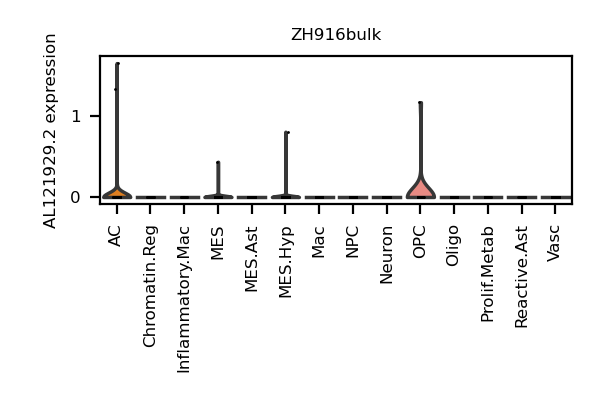 ZH916bulk
AL121929.2 expression
1
0
AC
Chromatin.Reg
Inflammatory.Mac
MES
MES.Ast
MES.Hyp
Mac
NPC
Neuron
OPC
Oligo
Prolif.Metab
Reactive.Ast
Vasc